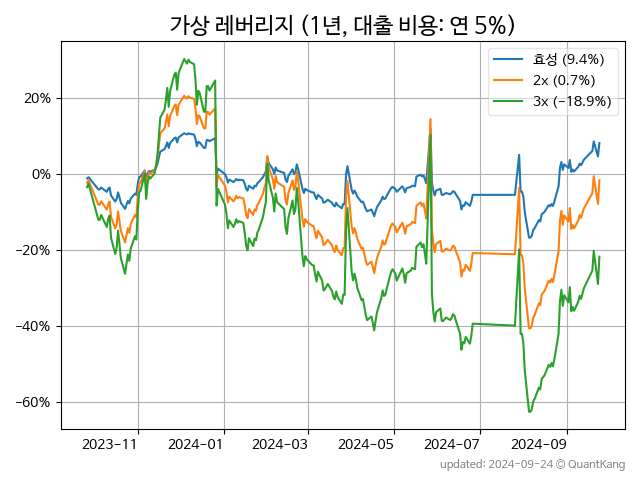 가상 레버리지 (1년, 대출 비용: 연 5%)
효성 (9.4%)
2x (0.7%)
3x (−18.9%)
20%
0%
−20%
−40%
−60%
2023-11
2024-01
2024-03
2024-05
2024-07
2024-09
updated: 2024-09-24 © QuantKang